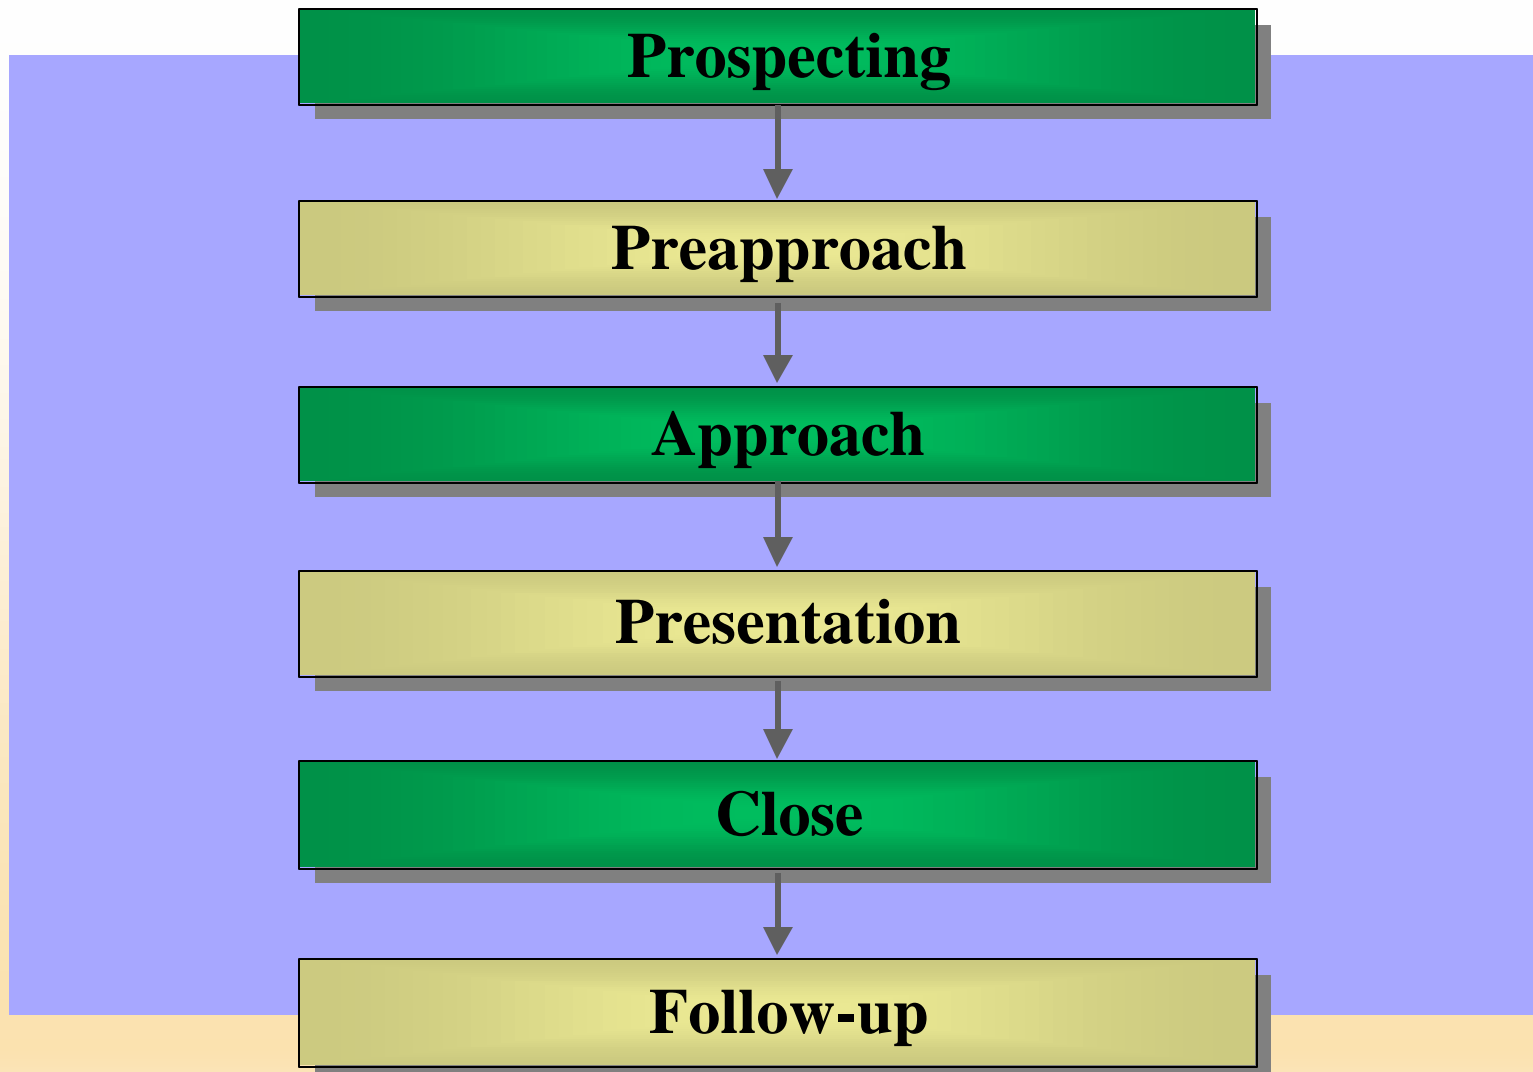 Prospecting
Preapproach
Approach
Presentation
Close
Follow-up